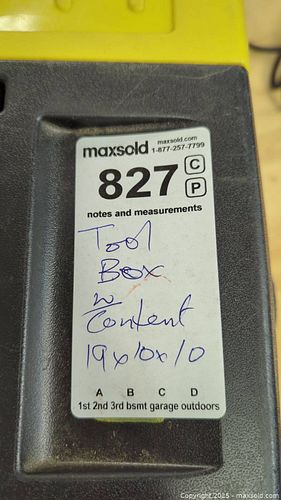 maxsold maxsold.com
1-877-257-7799
827 C
P
notes and measurements
Tool
Box
w
Content
19x10x10
A B C D
1st 2nd 3rd bsmt garage outdoors
Copyright 2025 - maxsold.com